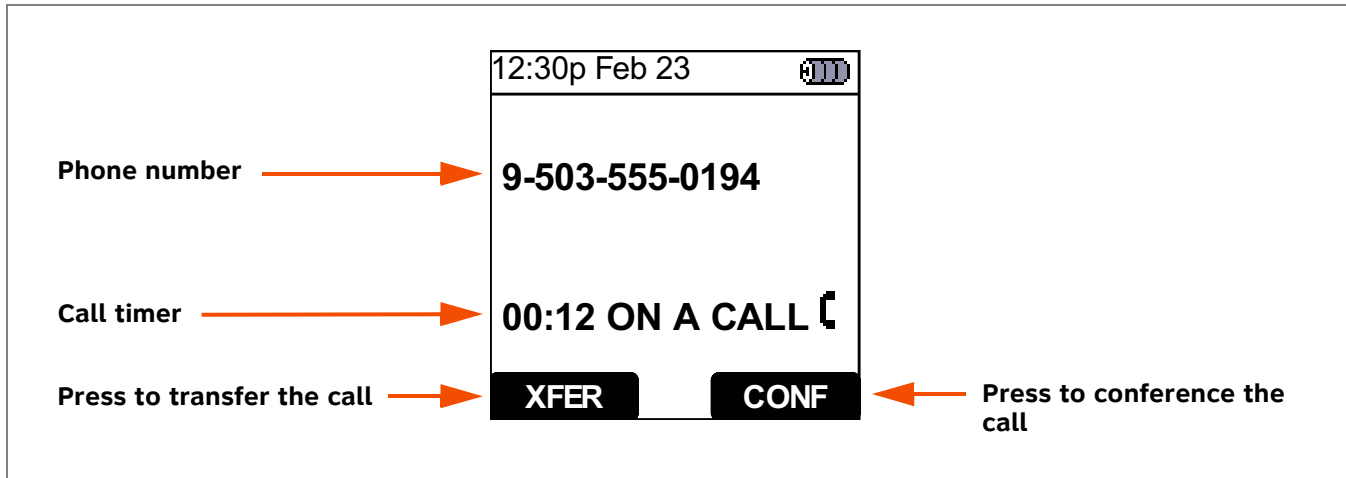 12:30p Feb 23
Phone number
9-503-555-0194
Call timer
00:12 ON A CALL
Press to transfer the call
XFER
CONF
Press to conference the
call